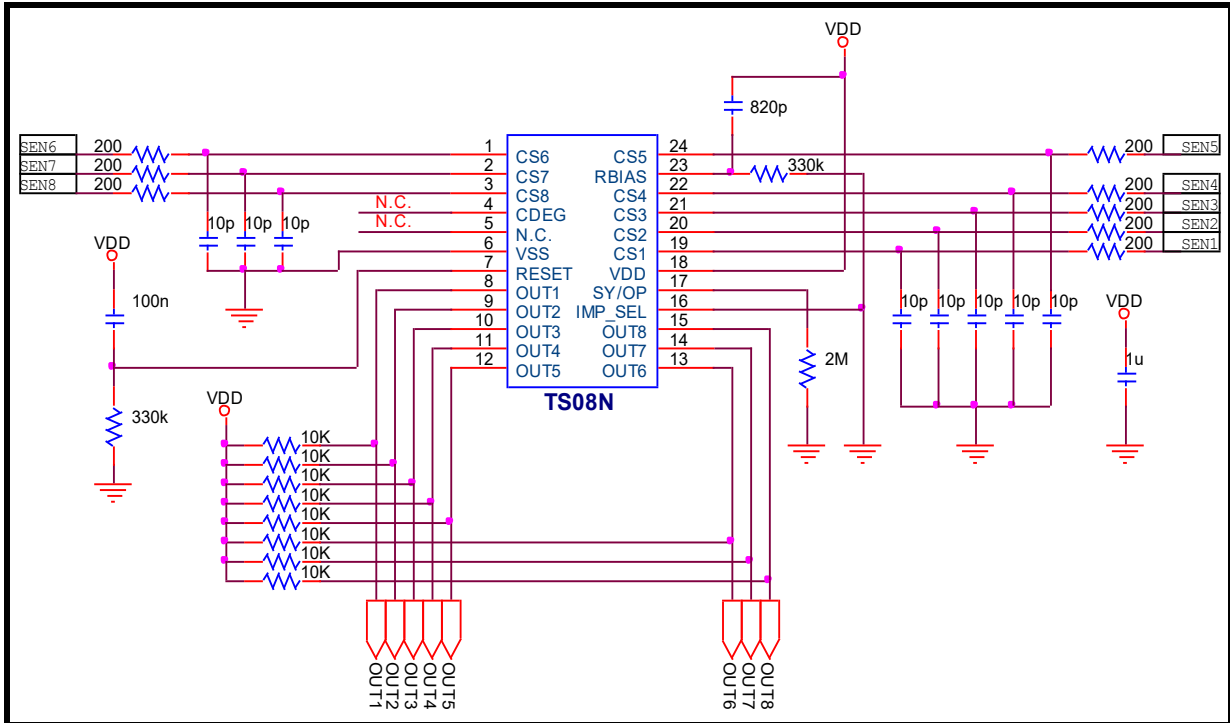 VDD
820p
SEN6 200
SEN7 200
SEN8 200
1 CS6
2 CS7
3 CS8
N.C. 4 CDEG
N.C. 5 N.C.
6 VSS
7 RESET
8 OUT1
9 OUT2
10 OUT3
11 OUT4
12 OUT5
CS5 24
RBIAS 23 330k
CS4 22
CS3 21
CS2 20
CS1 19
VDD 18
SY/OP 17
IMP_SEL 16
OUT8 15
OUT7 14
OUT6 13
TS08N
200 SEN5
200 SEN4
200 SEN3
200 SEN2
200 SEN1
10p 10p 10p
VDD
100n
330k
10p 10p 10p 10p 10p
VDD
1u
2M
VDD
10K
10K
10K
10K
10K
10K
10K
10K
OUT1
OUT2
OUT3
OUT4
OUT5
OUT6
OUT7
OUT8